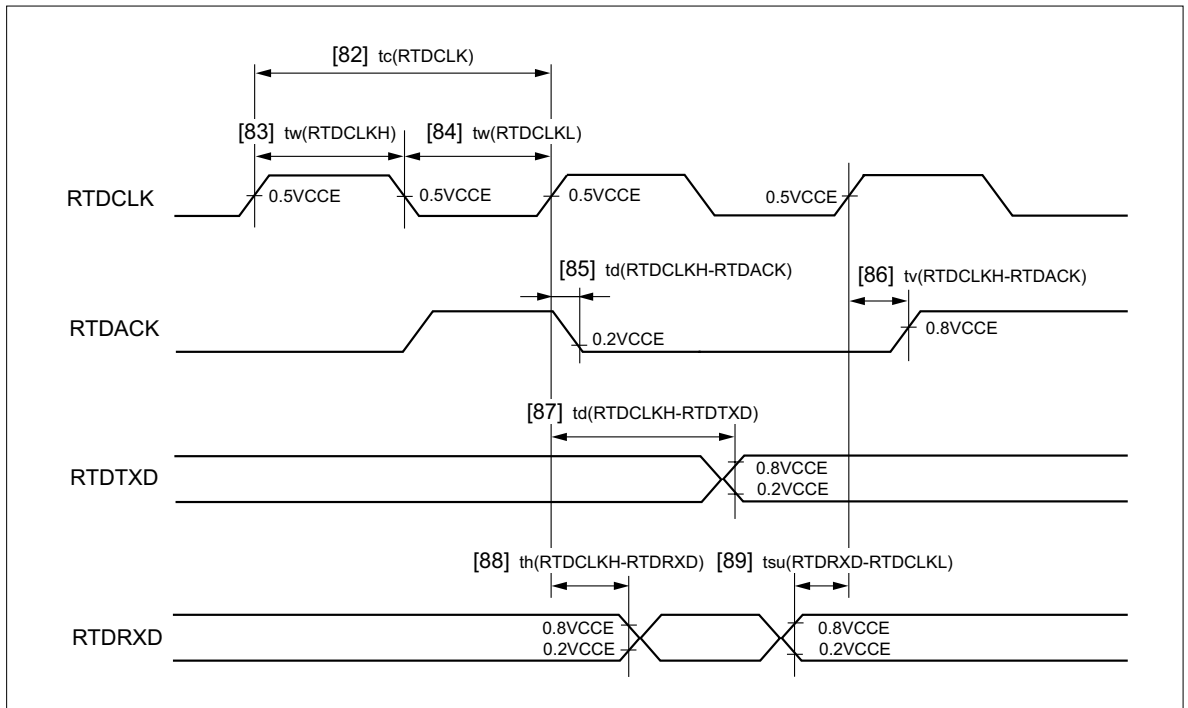 [82] tc(RTDCLK)
[83] tw(RTDCLKH) [84] tw(RTDCLKL)
RTDCLK 0.5VCCE 0.5VCCE 0.5VCCE 0.5VCCE
[85] td(RTDCLKH-RTDACK) [86] tv(RTDCLKH-RTDACK)
RTDACK 0.2VCCE 0.8VCCE
[87] td(RTDCLKH-RTDTXD)
RTDTXD
0.8VCCE
0.2VCCE
[88] th(RTDCLKH-RTDRXD) [89] tsu(RTDRXD-RTDCLKL)
RTDRXD
0.8VCCE 0.8VCCE
0.2VCCE 0.2VCCE